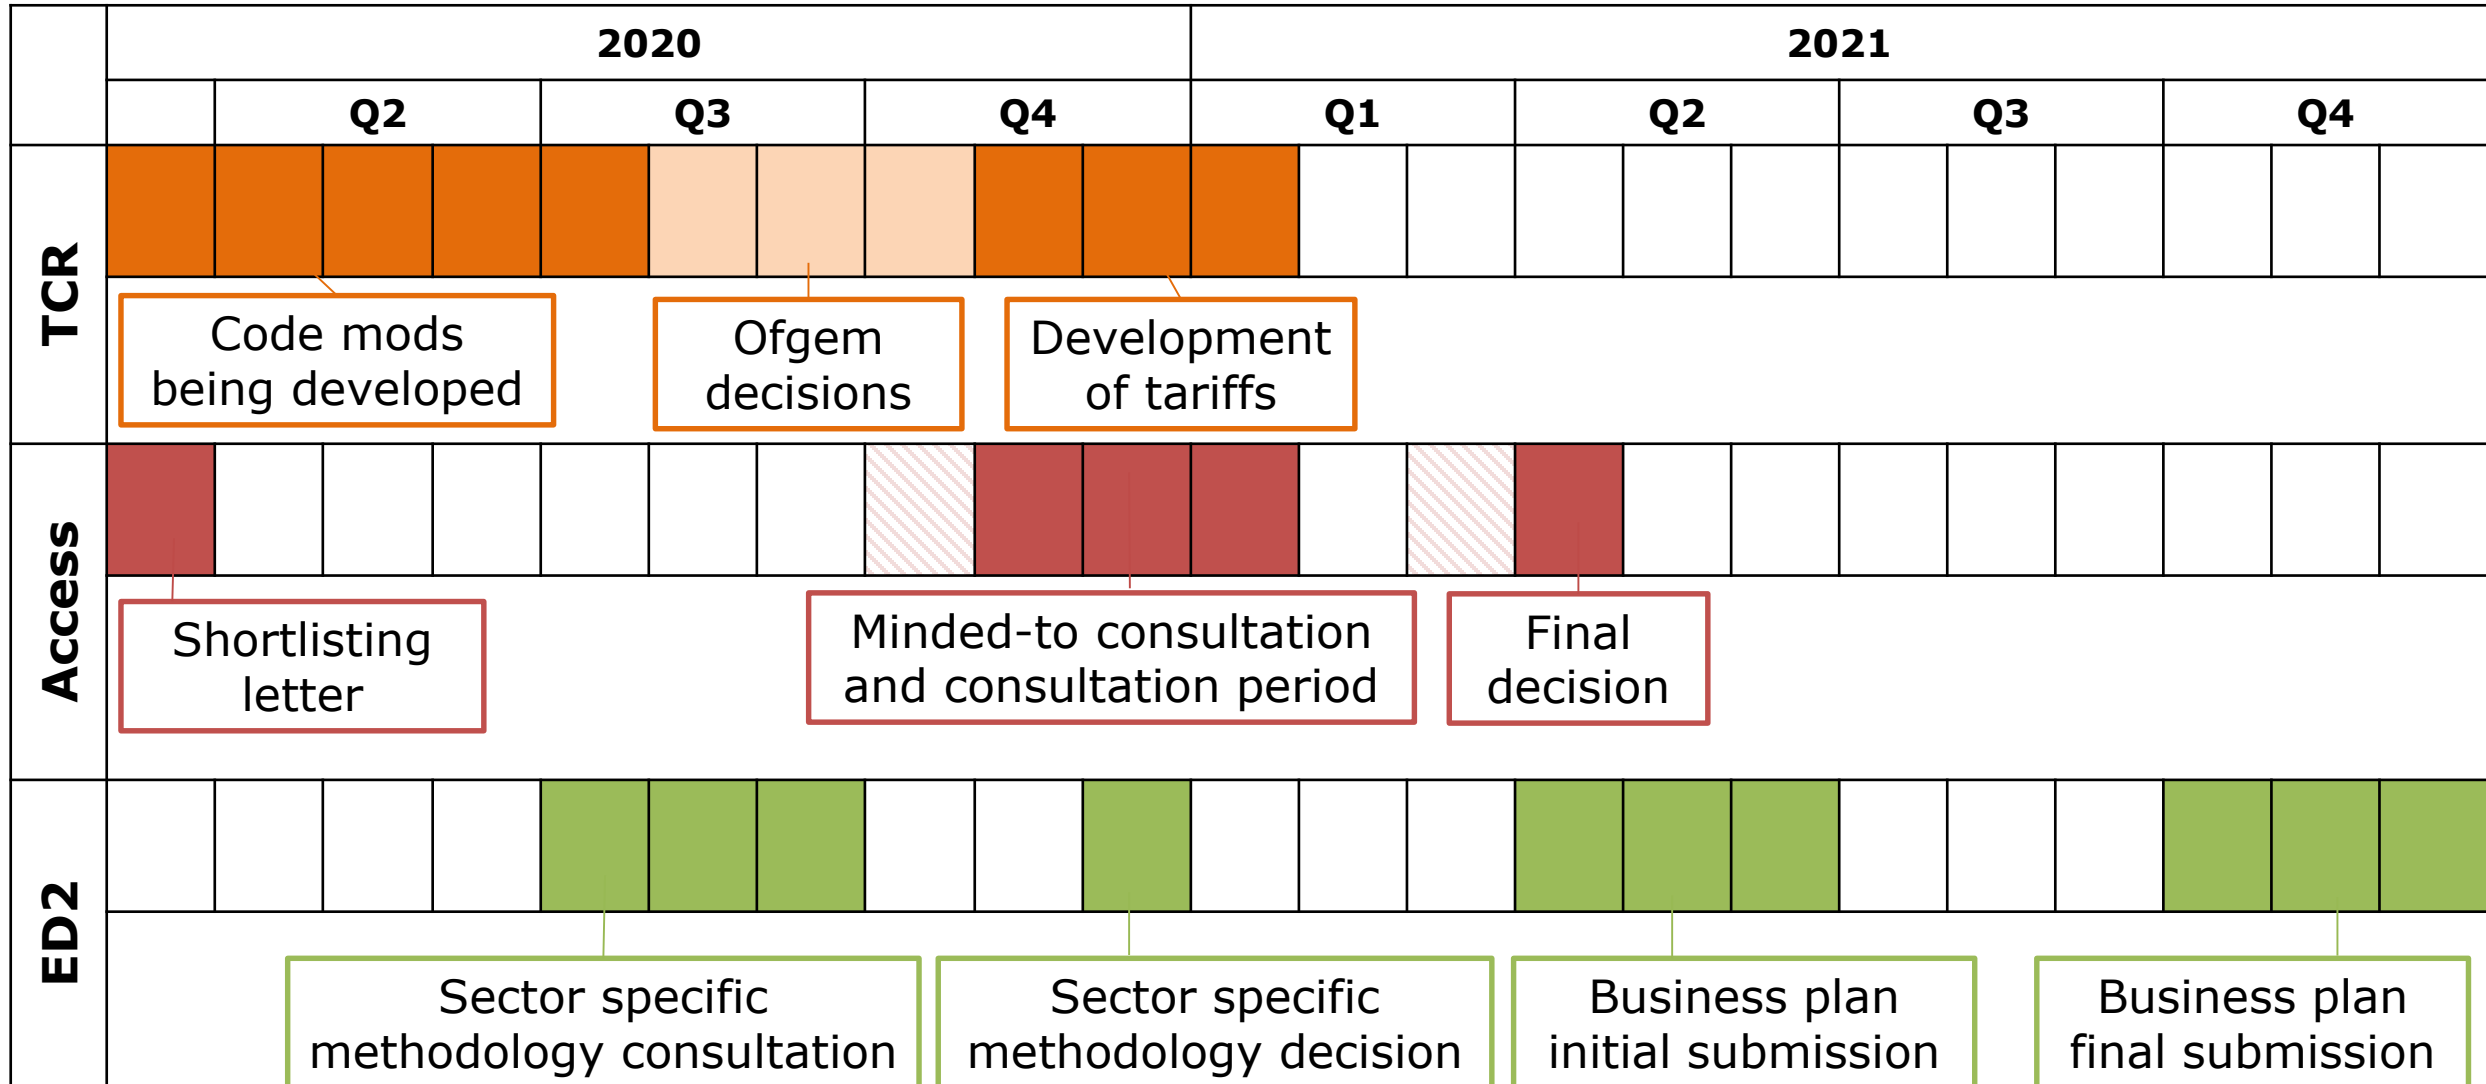 2020
2021
Q2
Q3
Q4
Q1
Q2
Q3
Q4
TCR
Code mods
being developed
Ofgem
decisions
Development
of tariffs
Access
Shortlisting
letter
Minded-to consultation
and consultation period
Final
decision
ED2
Sector specific
methodology consultation
Sector specific
methodology decision
Business plan
initial submission
Business plan
final submission